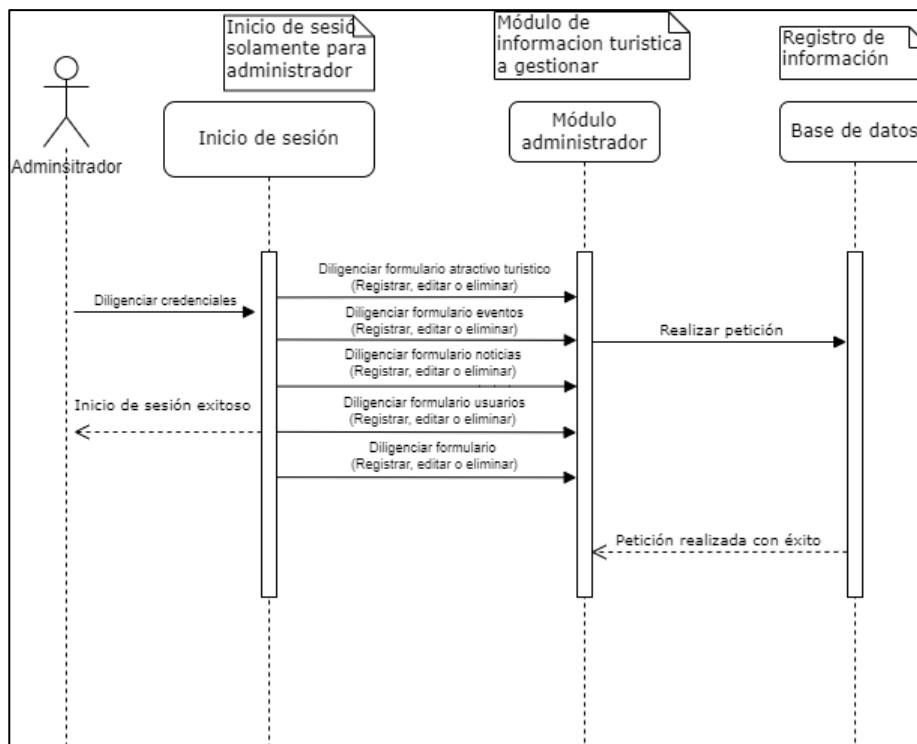 Inicio de sesió
solamente para
administrador
Módulo de
informacion turistica
a gestionar
Registro de
información
Adminsitrador
Inicio de sesión
Módulo
administrador
Base de datos
Diligenciar formulario atractivo turistico
(Registrar, editar o eliminar)
Diligenciar credenciales
Diligenciar formulario eventos
(Registrar, editar o eliminar)
Realizar petición
Diligenciar formulario noticias
(Registrar, editar o eliminar)
Inicio de sesión exitoso
Diligenciar formulario usuarios
(Registrar, editar o eliminar)
Diligenciar formulario
(Registrar, editar o eliminar)
Petición realizada con éxito